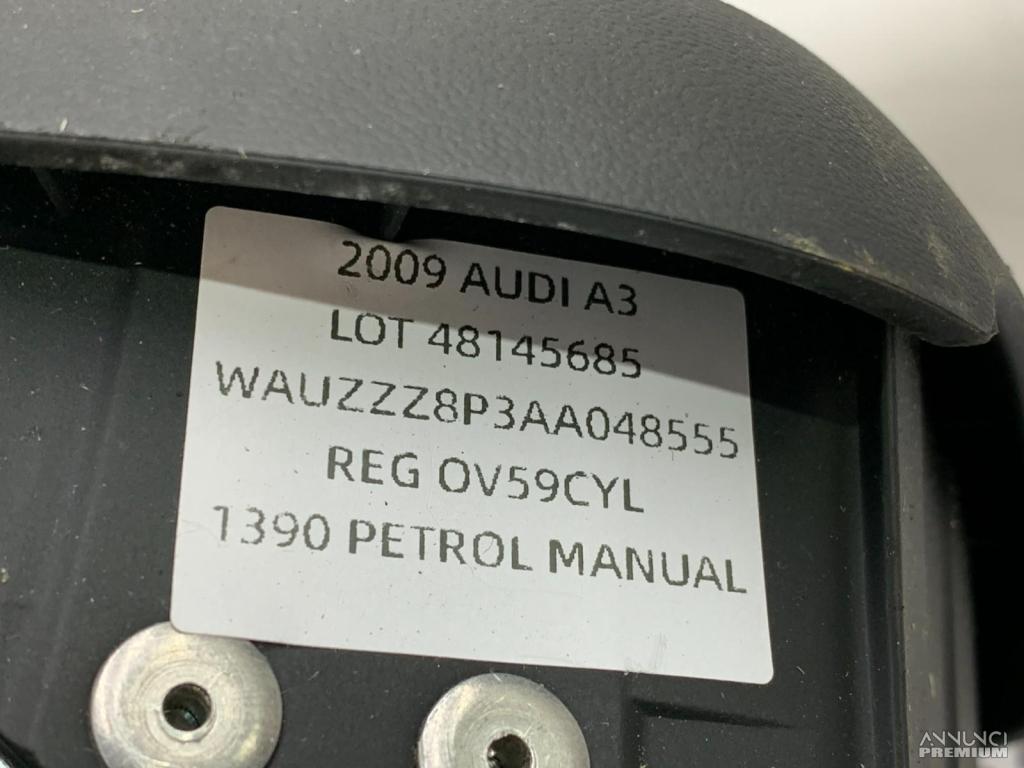 2009 AUDI A3
LOT 48145685
WAUZZZ8P3AA048555
REG OV59CYL
1390 PETROL MANUAL
ANNUNCI
PREMIUM